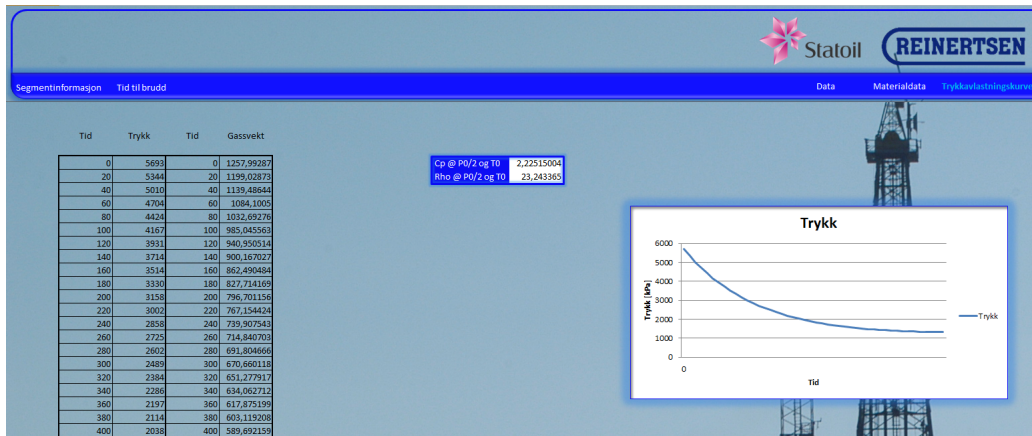 Statoil
REINERTSEN
Segmentinformasjon Tid til brudd Data Materialdata Trykkavlastningskurve
Tid Trykk Tid Gassvekt
0 5693 0 1257,99287
20 5344 20 1199,02873
40 5010 40 1139,48644
60 4704 60 1084,1005
80 4424 80 1032,69276
100 4167 100 985,045563
120 3931 120 940,950514
140 3714 140 900,167027
160 3514 160 862,490484
180 3330 180 827,714169
200 3158 200 796,701156
220 3002 220 767,154424
240 2858 240 739,907543
260 2725 260 714,840703
280 2602 280 691,804666
300 2489 300 670,660118
320 2384 320 651,277917
340 2286 340 634,062712
360 2197 360 617,875199
380 2114 380 603,119208
400 2038 400 589,692159
Cp @ P0/2 og T0 2,22515004
Rho @ P0/2 og T0 23,243365
Trykk
Trykk [kPa]
6000
5000
4000
3000
2000
1000
0
0
Tid
Trykk